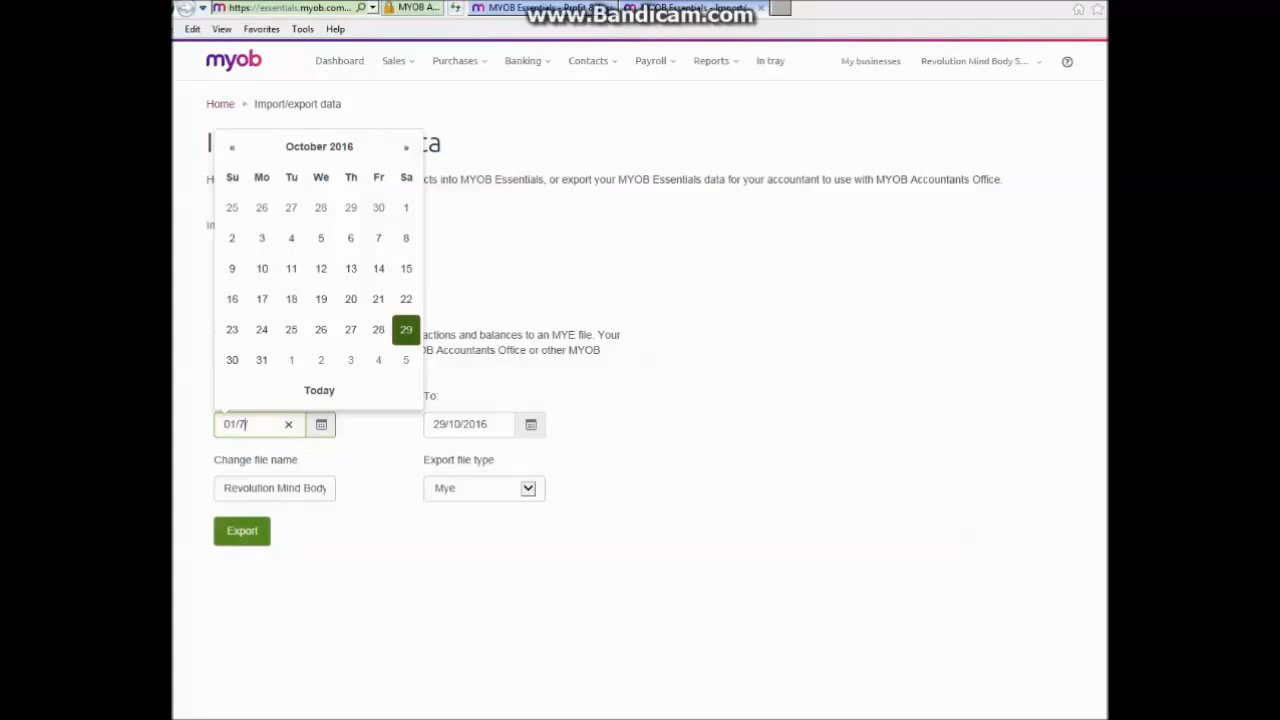 https://essentials.myob.com...
MYOB A...
MYOB Essentials - Profit &
MYOB Essentials - Import/
www.Bandicam.com
Edit View Favorites Tools Help
myob Dashboard Sales Purchases Banking Contacts Payroll Reports In tray My businesses Revolution Mind Body S...
Home Import/export data
ta
cts into MYOB Essentials, or export your MYOB Essentials data for your accountant to use with MYOB Accountants Office.
« October 2016 »
Su Mo Tu We Th Fr Sa
25 26 27 28 29 30 1
2 3 4 5 6 7 8
9 10 11 12 13 14 15
16 17 18 19 20 21 22
23 24 25 26 27 28 29
30 31 1 2 3 4 5
Today
actions and balances to an MYE file. Your
OB Accountants Office or other MYOB
To:
01/7/ 29/10/2016
Change file name Export file type
Revolution Mind Body Mye
Export